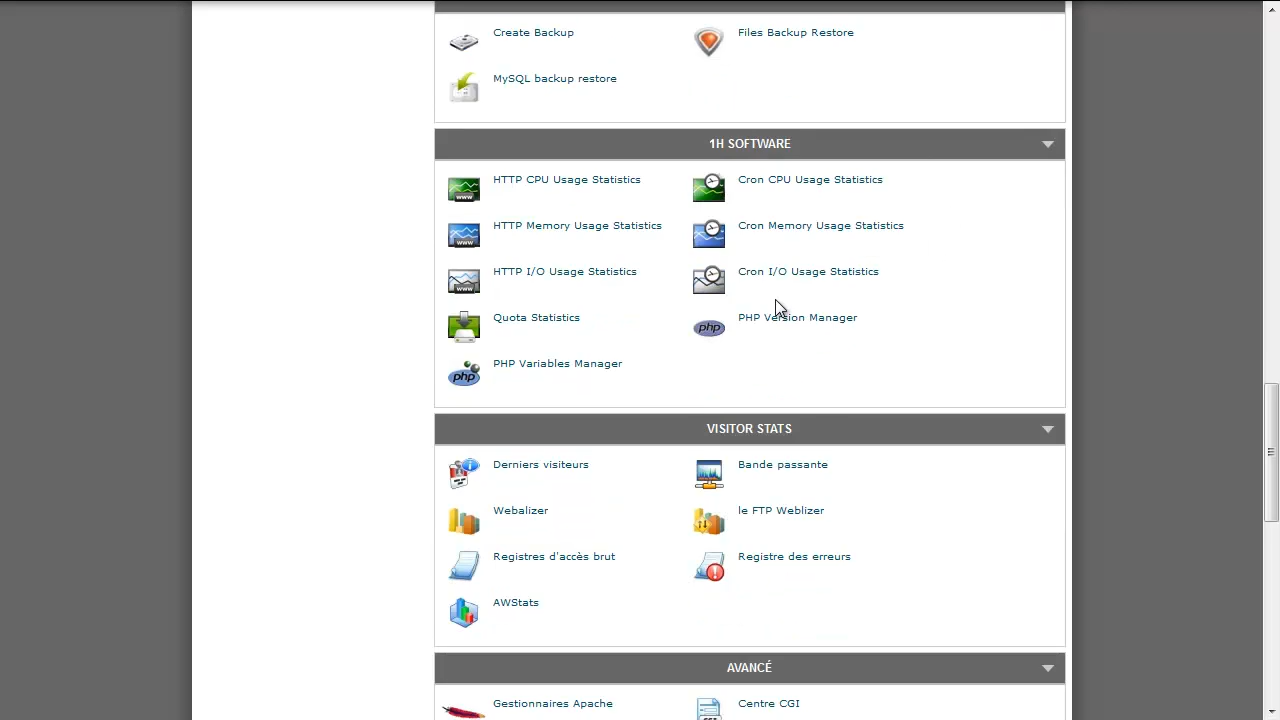 Create Backup
Files Backup Restore
MySQL backup restore
1H SOFTWARE
HTTP CPU Usage Statistics
Cron CPU Usage Statistics
HTTP Memory Usage Statistics
Cron Memory Usage Statistics
HTTP I/O Usage Statistics
Cron I/O Usage Statistics
Quota Statistics
PHP Version Manager
PHP Variables Manager
VISITOR STATS
Derniers visiteurs
Bande passante
Webalizer
le FTP Weblizer
Registres d'accès brut
Registre des erreurs
AWStats
AVANCÉ
Gestionnaires Apache
Centre CGI